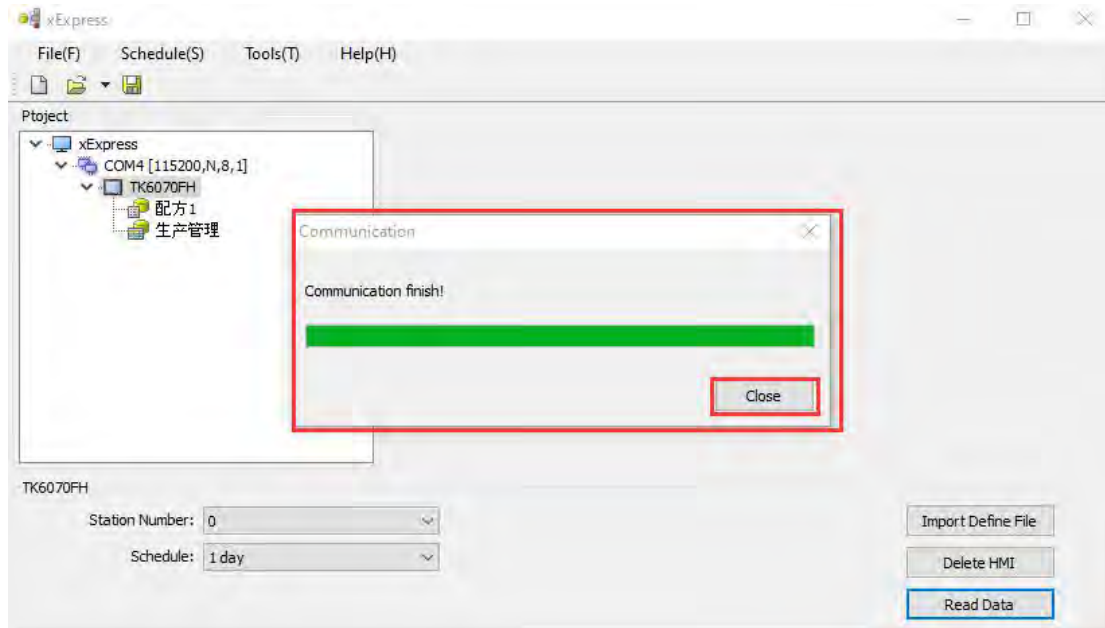 xExpress
File(F) Schedule(S) Tools(T) Help(H)
Ptoject
xExpress
COM4 [115200,N,8,1]
TK6070FH
配方1
生产管理
Communication
Communication finish!
Close
TK6070FH
Station Number: 0
Schedule: 1 day
Import Define File
Delete HMI
Read Data